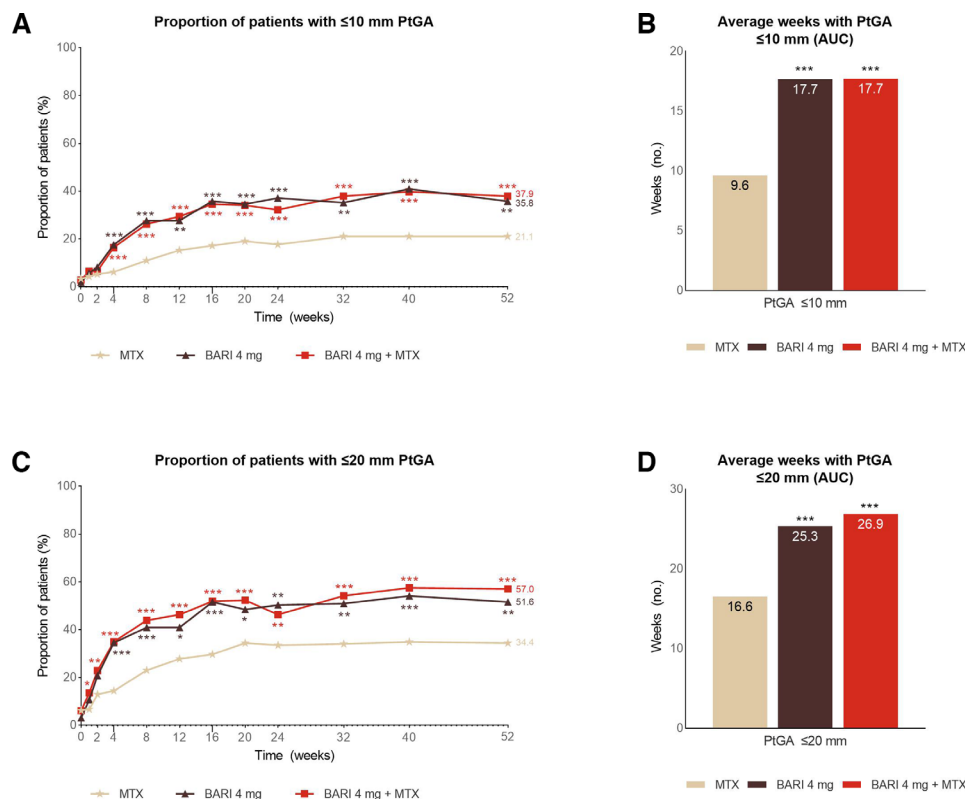 A
Proportion of patients with ≤10 mm PtGA
Proportion of patients (%)
100
80
60
40
20
0
*** *** *** *** *** *** *** ***
*** *** ** *** *** *** ** *** **
37.9
35.8
21.1
0 2 4 8 12 16 20 24 32 40 52
Time (weeks)
MTX BARI 4 mg BARI 4 mg + MTX
B
Average weeks with PtGA
≤10 mm (AUC)
Weeks (no.)
20
15
10
5
0
*** ***
9.6 17.7 17.7
PtGA ≤10 mm
MTX BARI 4 mg BARI 4 mg + MTX
C
Proportion of patients with ≤20 mm PtGA
Proportion of patients (%)
100
80
60
40
20
0
* ** *** *** *** *** *** ** *** *** ***
*** *** * *** * ** ** *** **
57.0
51.6
34.4
0 2 4 8 12 16 20 24 32 40 52
Time (weeks)
MTX BARI 4 mg BARI 4 mg + MTX
D
Average weeks with PtGA
≤20 mm (AUC)
Weeks (no.)
30
20
10
0
*** ***
16.6 25.3 26.9
PtGA ≤20 mm
MTX BARI 4 mg BARI 4 mg + MTX